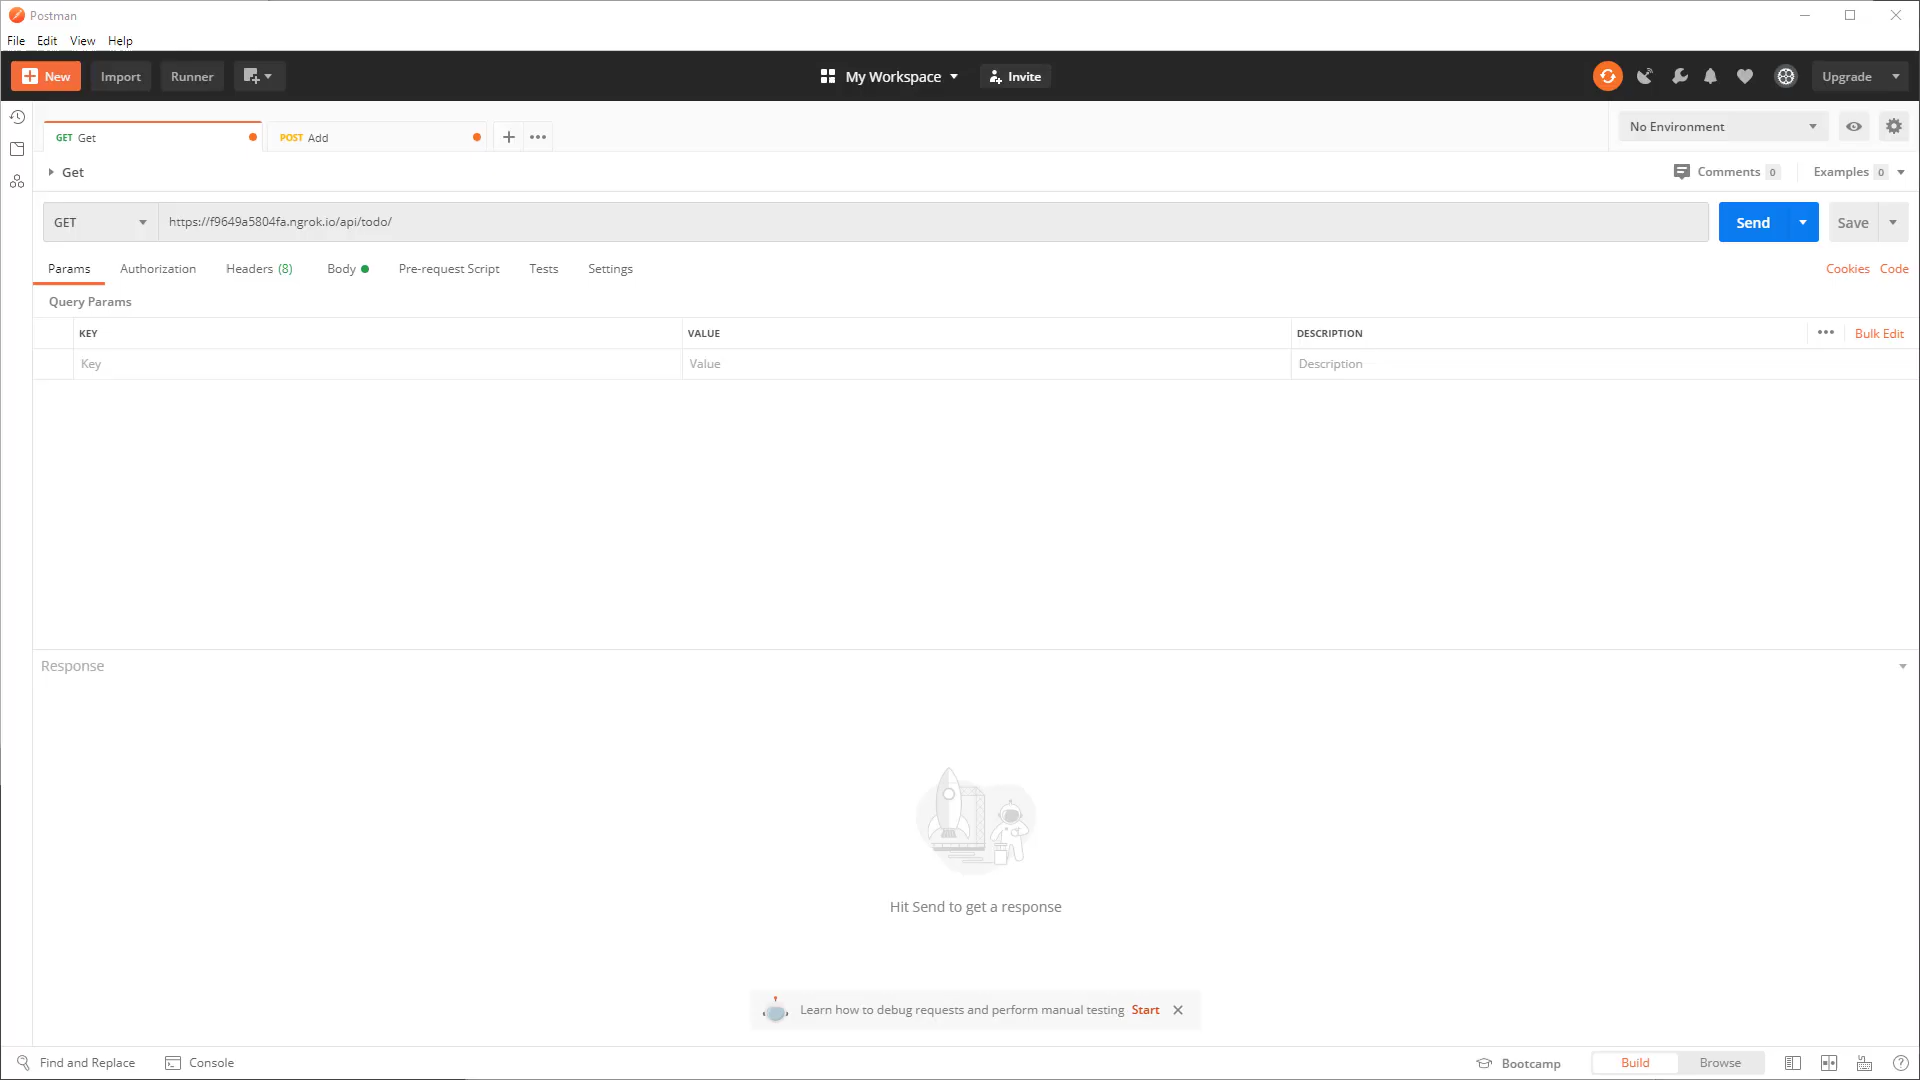 Postman
File Edit View Help
New Import Runner My Workspace Invite Upgrade
GET Get POST Add No Environment
Get Comments 0 Examples 0
GET https://f9649a5804fa.ngrok.io/api/todo/ Send Save
Params Authorization Headers (8) Body Pre-request Script Tests Settings Cookies Code
Query Params
KEY VALUE DESCRIPTION Bulk Edit
Key Value Description
Response
Hit Send to get a response
Learn how to debug requests and perform manual testing Start
Find and Replace Console Bootcamp Build Browse